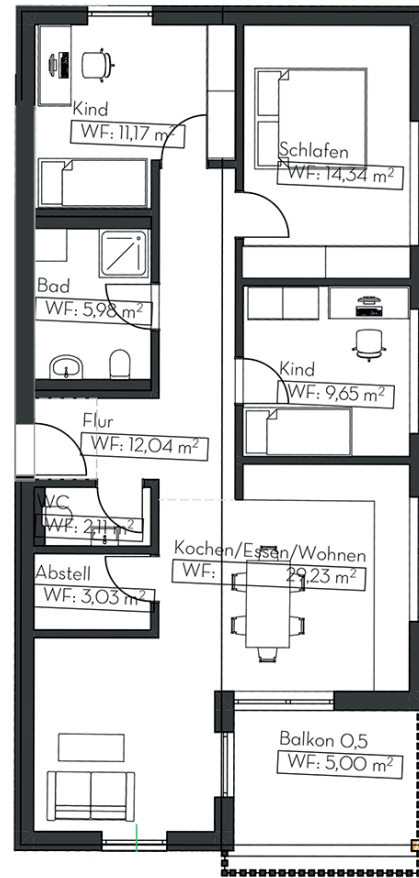 Kind
WF: 11,17 m²
Schlafen
WF: 14,34 m²
Bad
WF: 5,98 m²
Kind
WF: 9,65 m²
Flur
WF: 12,04 m²
WC
WF: 2,11 m²
Kochen/Essen/Wohnen
WF: 29,23 m²
Abstell
WF: 3,03 m²
Balkon 0,5
WF: 5,00 m²